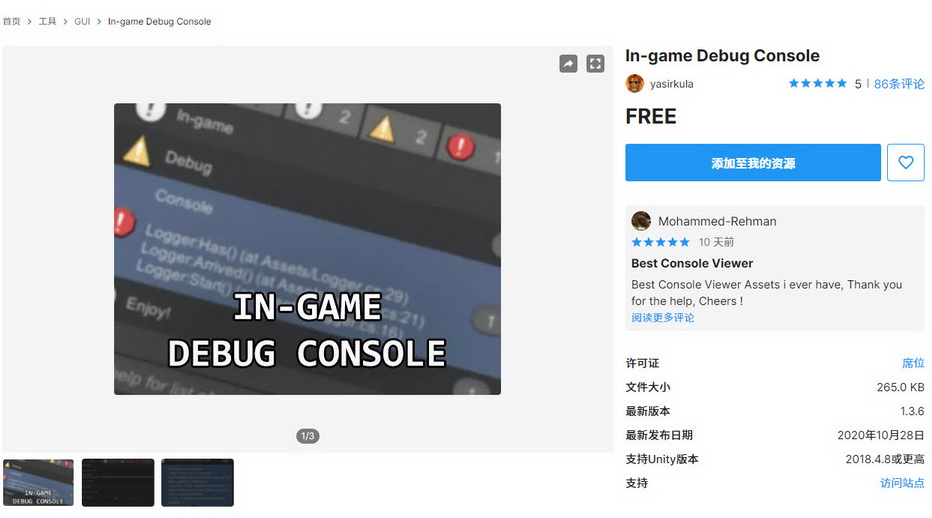 首页 > 工具 > GUI > In-game Debug Console
In-game
2
2
Debug
Console
Logger:Has() (at Assets/Logger.cs:29)
Logger:Arrived() (at Asse
Logger:Start()
ger.cs:21)
.cs:16)
1
Enjoy!
help for list of
IN-GAME
DEBUG CONSOLE
1/3
In-game Debug Console
yasirkula
5 | 86条评论
FREE
添加至我的资源
Mohammed-Rehman
10 天前
Best Console Viewer
Best Console Viewer Assets i ever have, Thank you
for the help, Cheers !
阅读更多评论
许可证 席位
文件大小 265.0 KB
最新版本 1.3.6
最新发布日期 2020年10月28日
支持Unity版本 2018.4.8或更高
支持 访问站点
IN-GAME
DEBUG CONSOLE